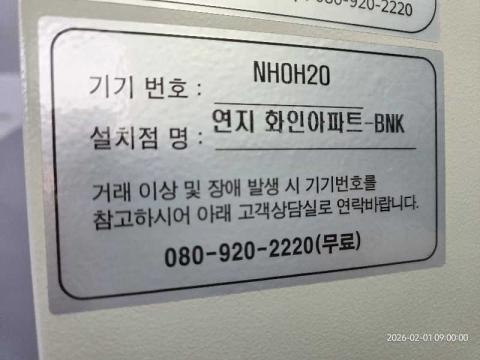 080-920-2220
기기 번호 : NH0H20
설치점 명 : 연지 화인아파트-BNK
거래 이상 및 장애 발생 시 기기번호를
참고하시어 아래 고객상담실로 연락바랍니다.
080-920-2220(무료)
2026-02-01 09:00:00